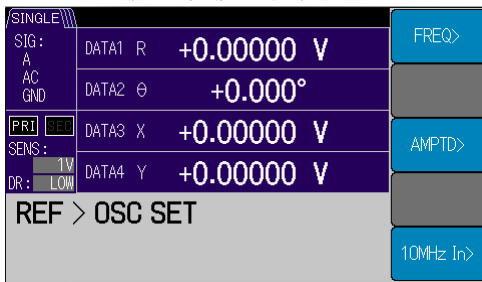 SINGLE
SIG:
A
AC
GND
PRI SEC
SENS:
1V
DR: LOW
DATA1 R +0.00000 V
DATA2 θ +0.000°
DATA3 X +0.00000 V
DATA4 Y +0.00000 V
REF > OSC SET
FREQ>
AMPTD>
10MHz In>